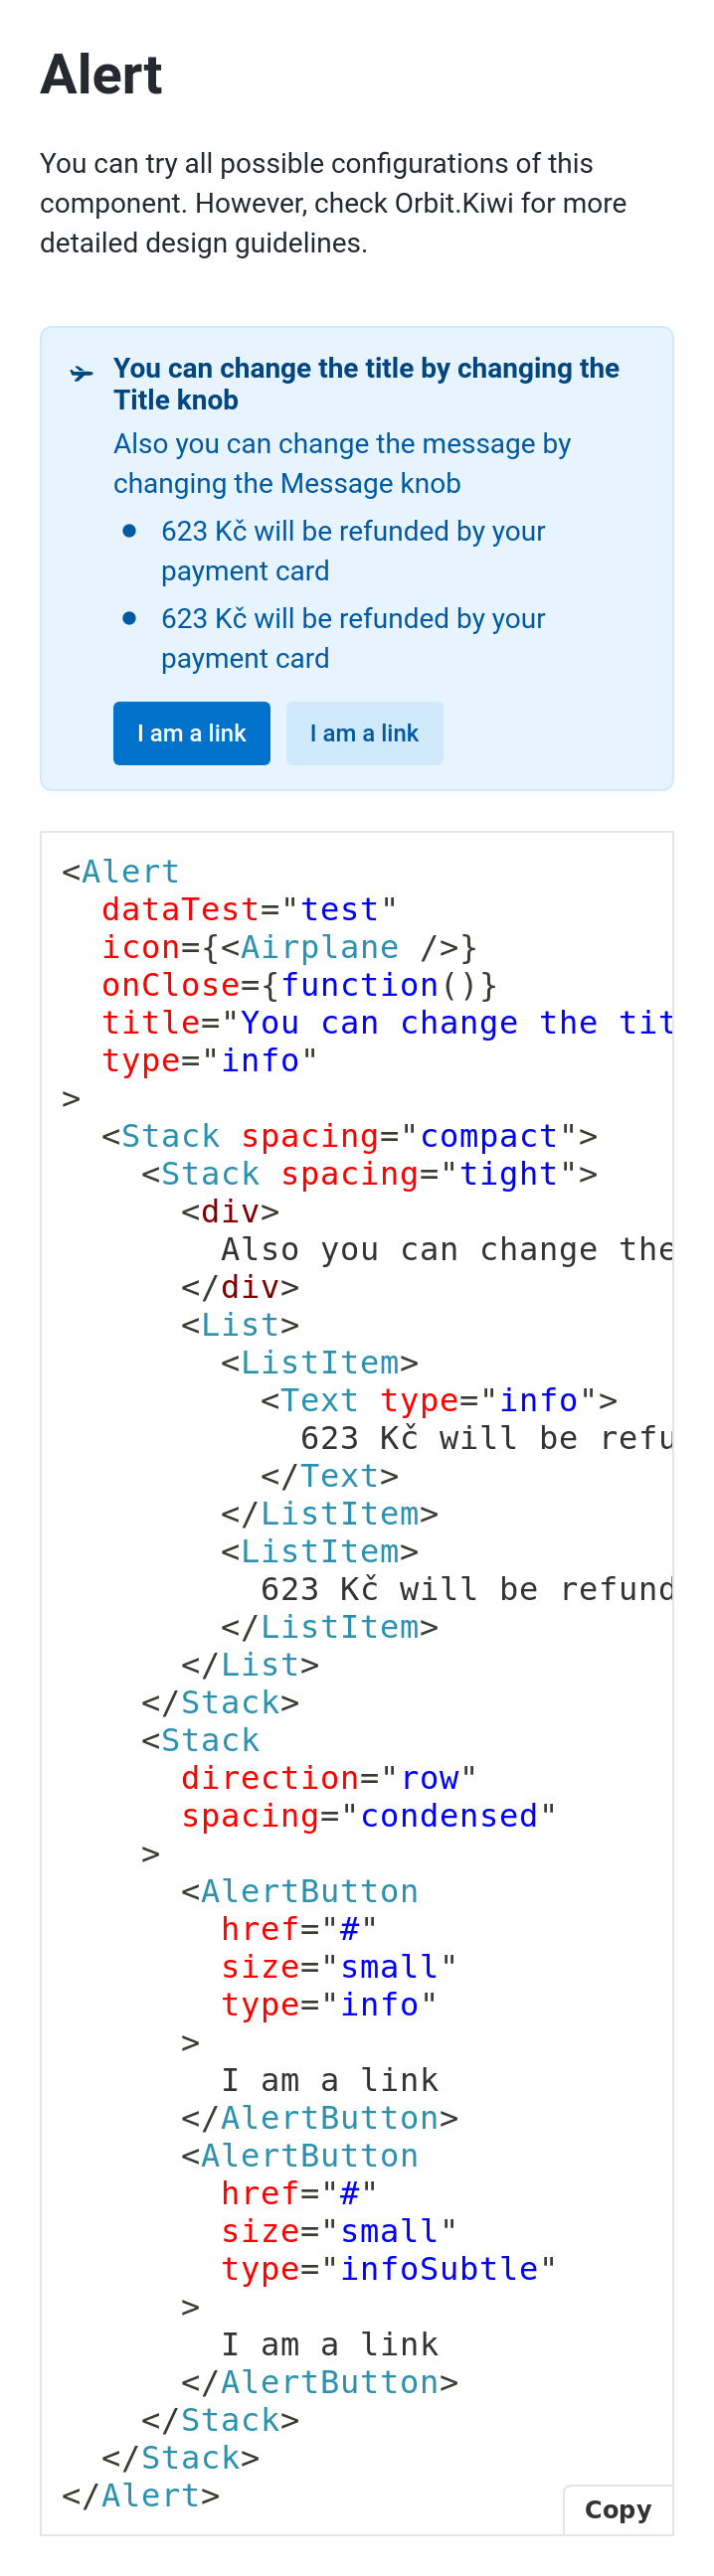 Alert
You can try all possible configurations of this
component. However, check Orbit.Kiwi for more
detailed design guidelines.
You can change the title by changing the
Title knob
Also you can change the message by
changing the Message knob
623 Kč will be refunded by your
payment card
623 Kč will be refunded by your
payment card
I am a link I am a link
<Alert
  dataTest="test"
  icon={<Airplane />}
  onClose={function()}
  title="You can change the tit
  type="info"
>
  <Stack spacing="compact">
    <Stack spacing="tight">
      <div>
        Also you can change the
      </div>
      <List>
        <ListItem>
          <Text type="info">
            623 Kč will be refu
          </Text>
        </ListItem>
        <ListItem>
          623 Kč will be refund
        </ListItem>
      </List>
    </Stack>
    <Stack
      direction="row"
      spacing="condensed"
    >
      <AlertButton
        href="#"
        size="small"
        type="info"
      >
        I am a link
      </AlertButton>
      <AlertButton
        href="#"
        size="small"
        type="infoSubtle"
      >
        I am a link
      </AlertButton>
    </Stack>
  </Stack>
</Alert>
Copy